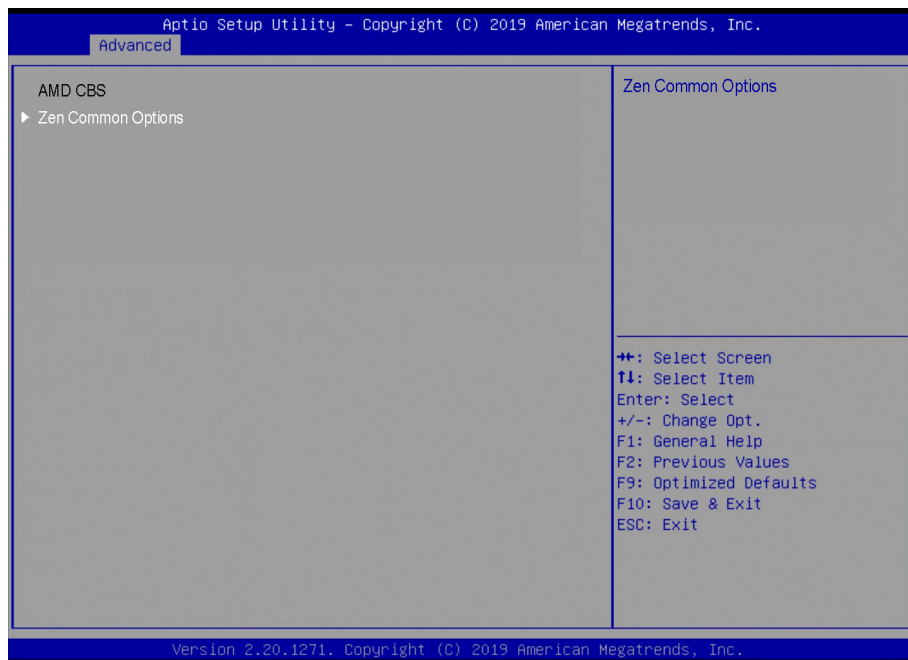 Aptio Setup Utility – Copyright (C) 2019 American Megatrends, Inc.
Advanced
AMD CBS
Zen Common Options
Zen Common Options
→←: Select Screen
↑↓: Select Item
Enter: Select
+/-: Change Opt.
F1: General Help
F2: Previous Values
F9: Optimized Defaults
F10: Save & Exit
ESC: Exit
Version 2.20.1271. Copyright (C) 2019 American Megatrends, Inc.